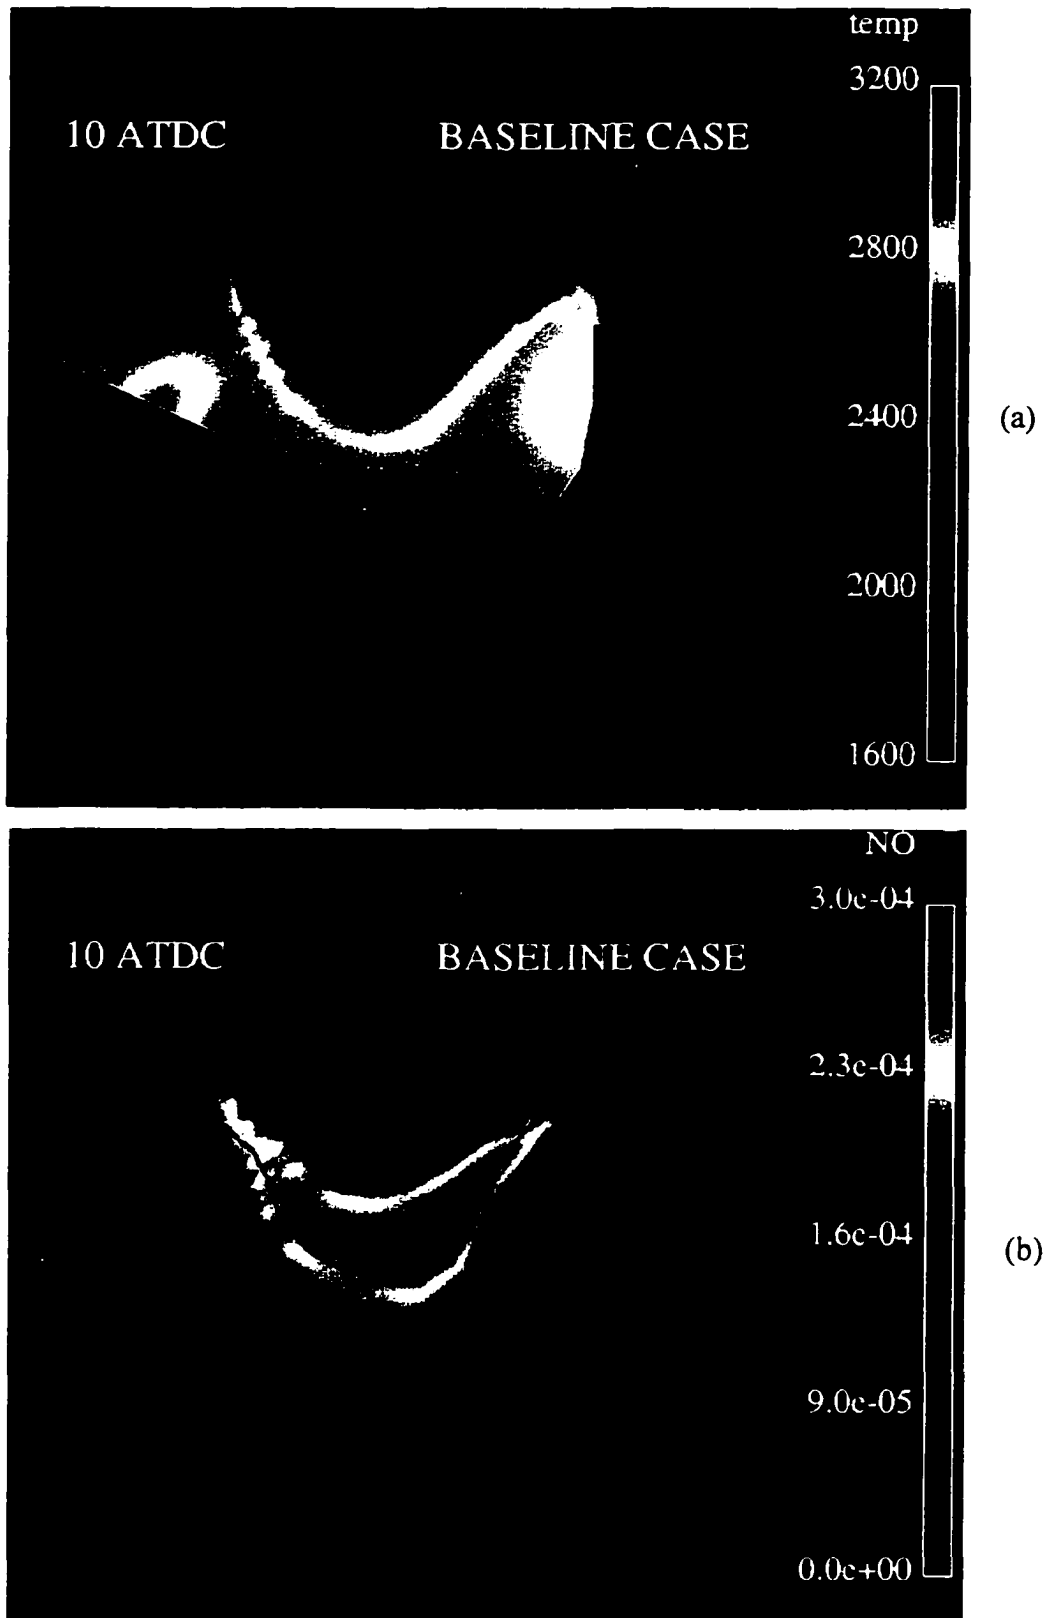 temp
3200
10 ATDC BASELINE CASE
2800
2400
(a)
2000
1600
NO
3.0e-04
10 ATDC BASELINE CASE
2.3e-04
1.6e-04
(b)
9.0e-05
0.0e+00